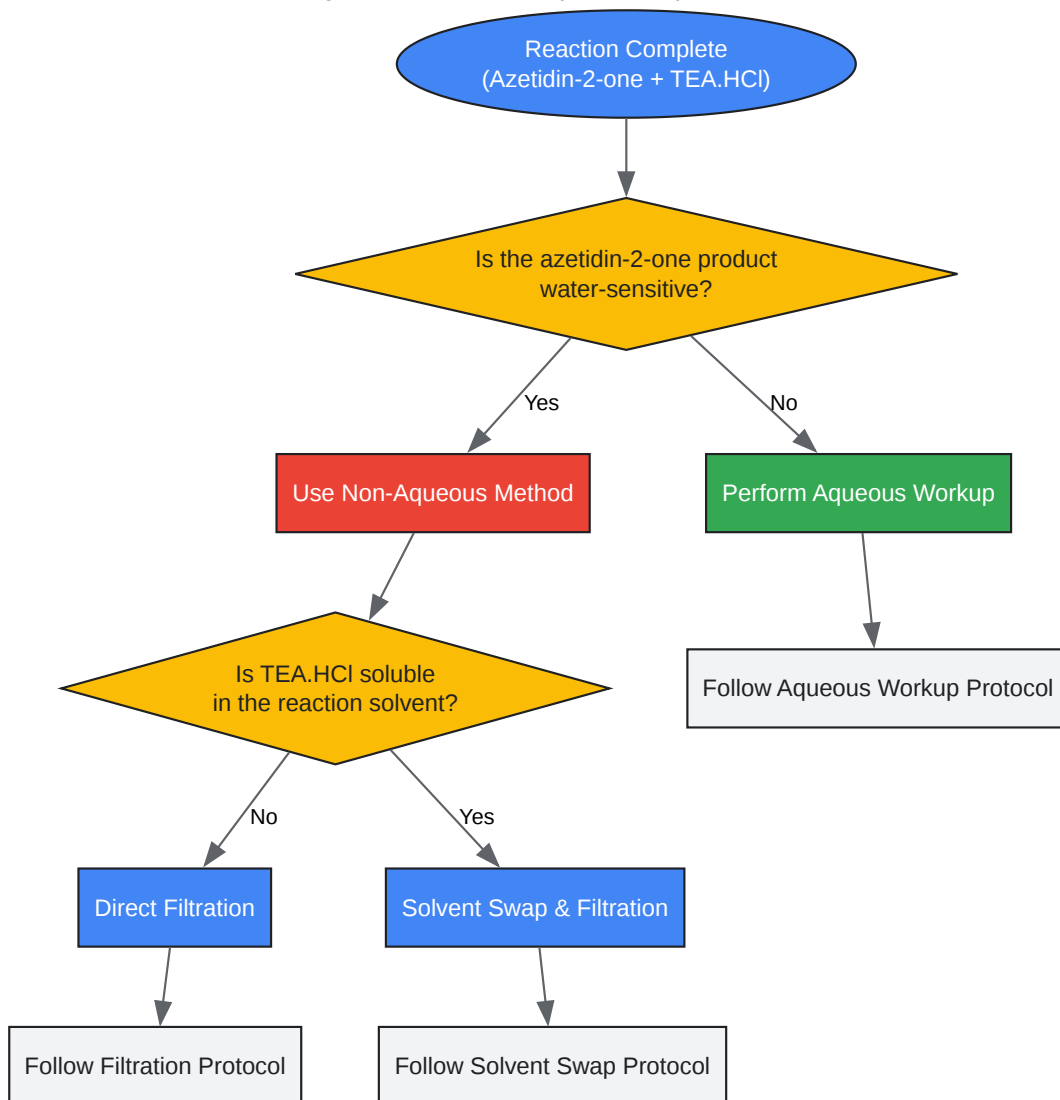 Reaction Complete
(Azetidin-2-one + TEA.HCl)
Is the azetidin-2-one product
water-sensitive?
Yes
No
Use Non-Aqueous Method
Perform Aqueous Workup
Is TEA.HCl soluble
in the reaction solvent?
Follow Aqueous Workup Protocol
No
Yes
Direct Filtration
Solvent Swap & Filtration
Follow Filtration Protocol
Follow Solvent Swap Protocol